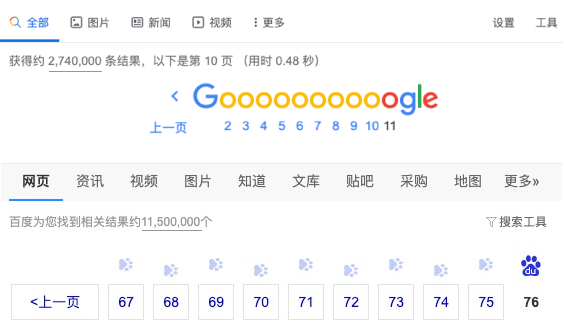 全部 图片 新闻 视频 更多 设置 工具
获得约 2,740,000 条结果，以下是第 10 页 （用时 0.48 秒）
Goooooooooogle
上一页 2 3 4 5 6 7 8 9 10 11
网页 资讯 视频 图片 知道 文库 贴吧 采购 地图 更多»
百度为您找到相关结果约11,500,000个 搜索工具
du
<上一页 67 68 69 70 71 72 73 74 75 76